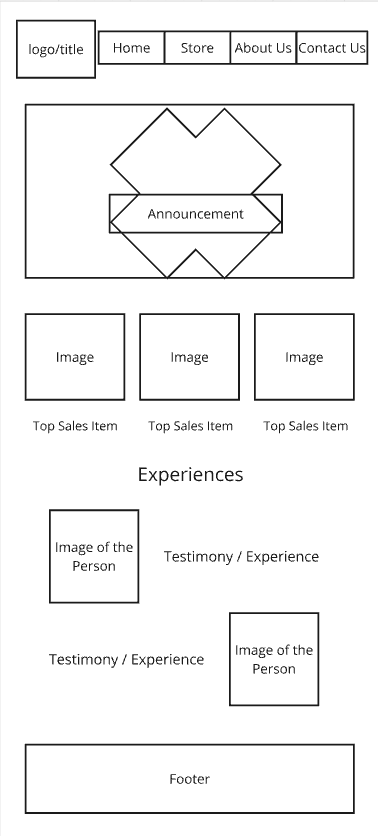 logo/title
Home
Store
About Us
Contact Us
Announcement
Image
Image
Image
Top Sales Item
Top Sales Item
Top Sales Item
Experiences
Image of the
Person
Testimony / Experience
Testimony / Experience
Image of the
Person
Footer